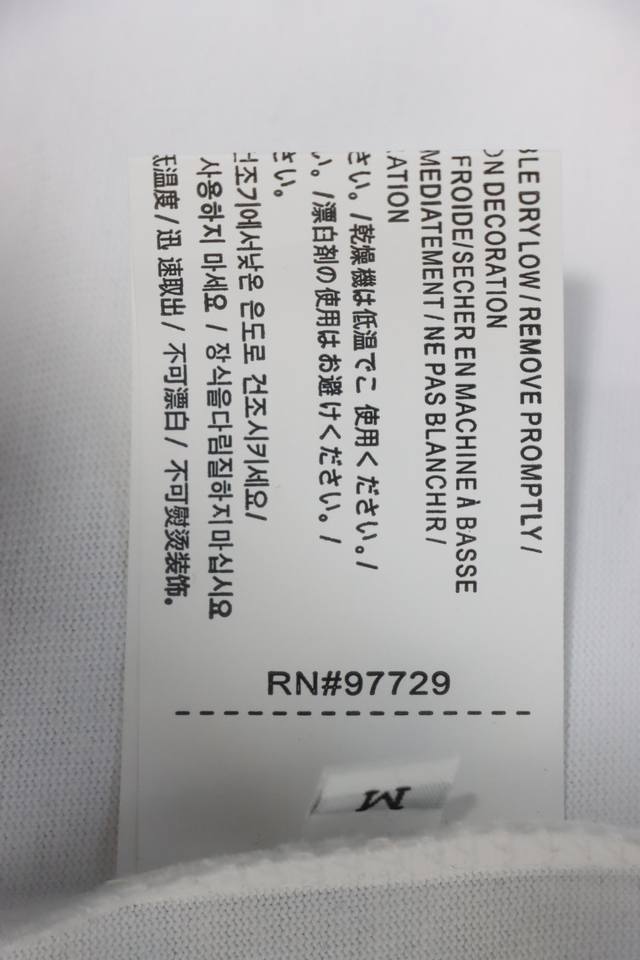 DRY LOW / REMOVE PROMPTLY /
DECORATION
FROIDE/SECHER EN MACHINE À BASSE
/ NE PAS BLANCHIR /
さい。/乾燥機は低温でご 使用ください。/
い。/漂白剤の使用はお避けください。/
さい。
건조기에서낮은 온도로 건조시키세요/
사용하지 마세요 / 장식을다림질하지마십시요
低温度 / 迅 速取出 / 不可漂白 / 不可熨烫装饰。
RN#97729
M